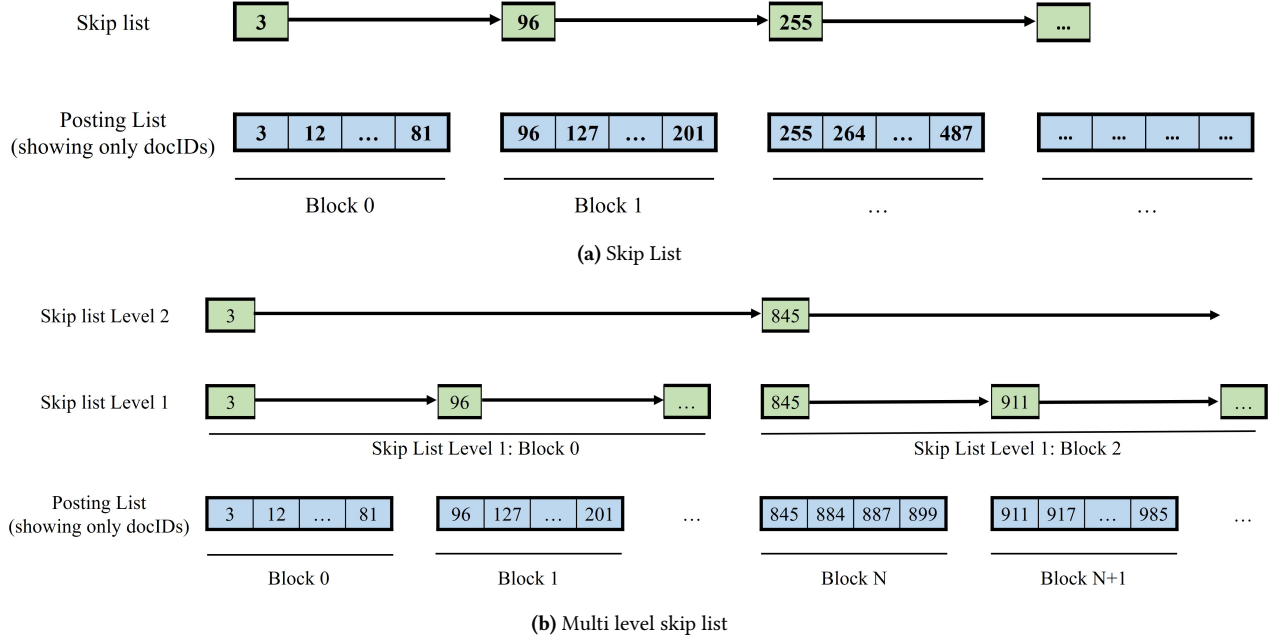 Skip list 3 96 255 ...
Posting List
(showing only docIDs)
3 12 … 81 96 127 … 201 255 264 … 487 ... ... ... ...
Block 0 Block 1 … …
(a) Skip List
Skip list Level 2 3 845
Skip list Level 1 3 96 … 845 911 …
Skip List Level 1: Block 0 Skip List Level 1: Block 2
Posting List
(showing only docIDs)
3 12 … 81 96 127 … 201 … 845 884 887 899 911 917 … 985 …
Block 0 Block 1 Block N Block N+1
(b) Multi level skip list